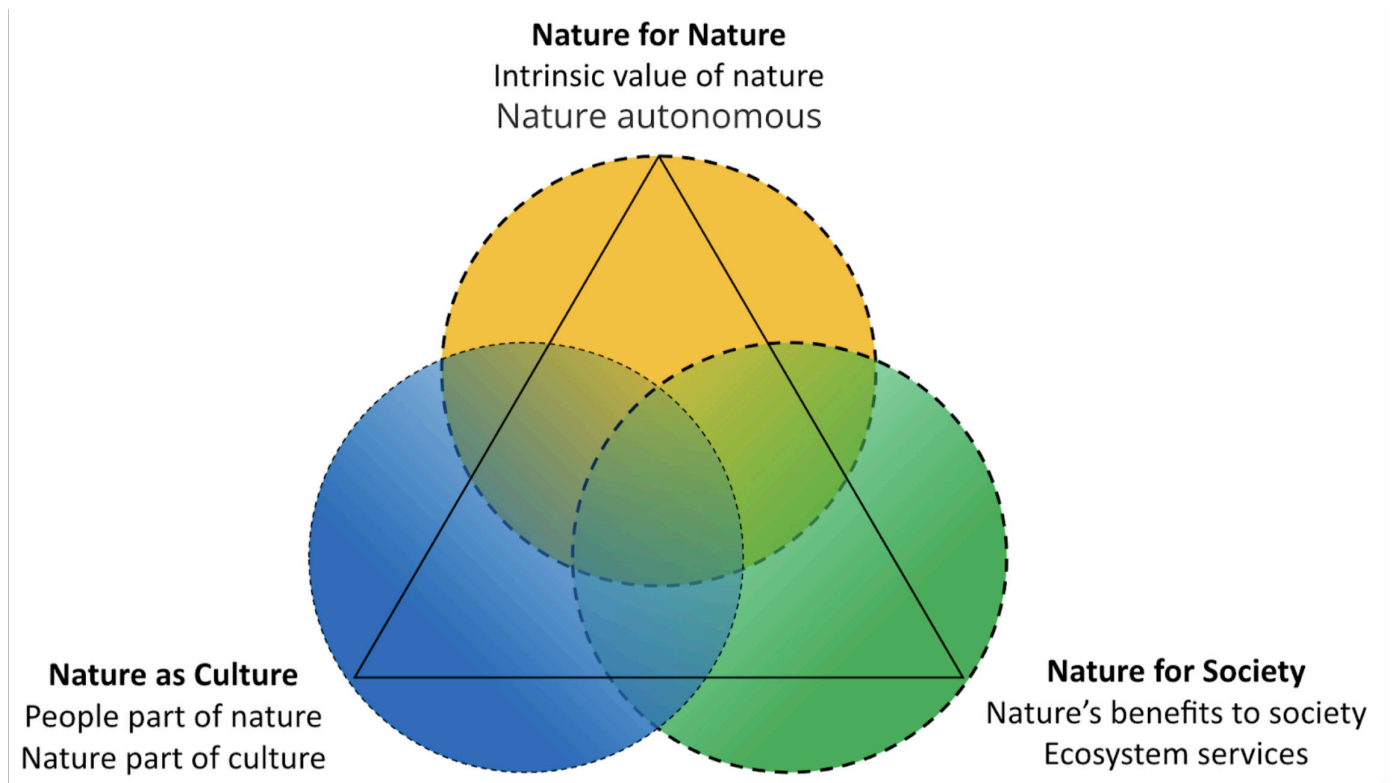 Nature for Nature
Intrinsic value of nature
Nature autonomous
Nature as Culture
People part of nature
Nature part of culture
Nature for Society
Nature’s benefits to society
Ecosystem services